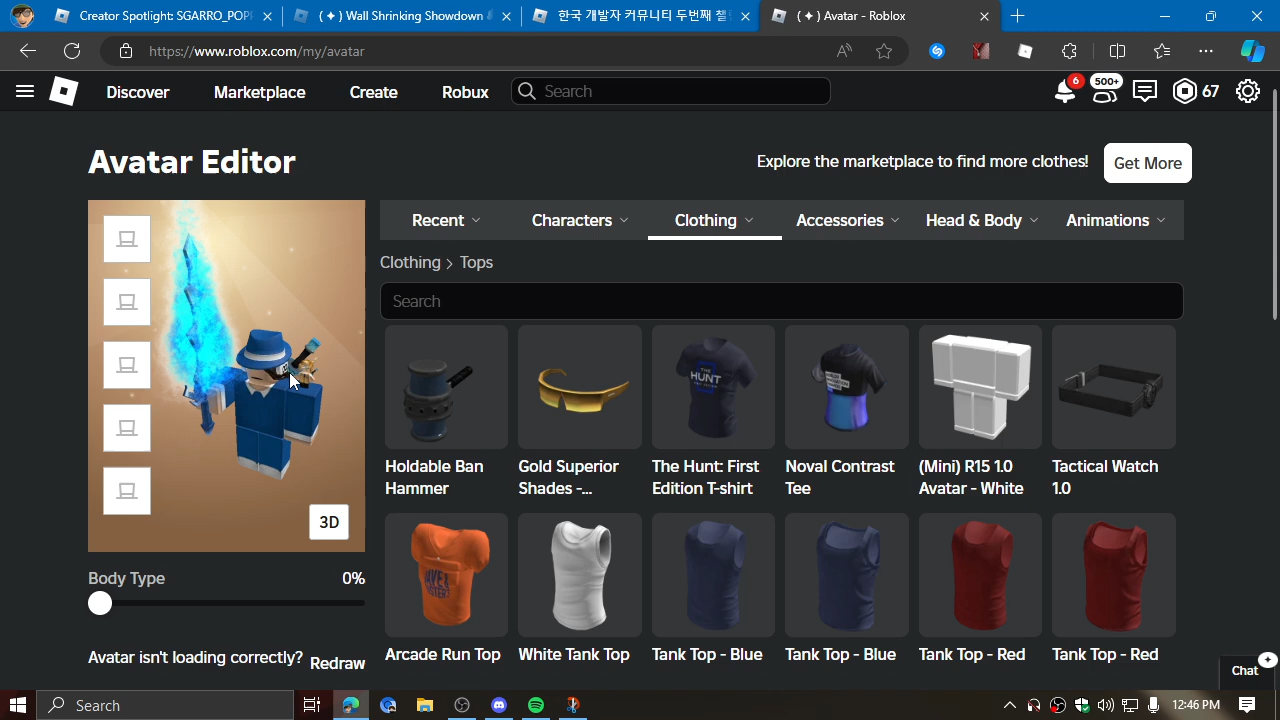 Creator Spotlight: SGARRO_POP
( ✦ ) Wall Shrinking Showdown
한국 개발자 커뮤니티 두번째 챌
( ✦ ) Avatar - Roblox
https://www.roblox.com/my/avatar
Discover
Marketplace
Create
Robux
Search
6
500+
67
Avatar Editor
Explore the marketplace to find more clothes!
Get More
Recent
Characters
Clothing
Accessories
Head & Body
Animations
Clothing > Tops
Search
3D
Body Type
0%
Avatar isn't loading correctly?
Redraw
Holdable Ban
Hammer
Gold Superior
Shades -...
THE
HUNT
The Hunt: First
Edition T-shirt
Noval Contrast
Tee
(Mini) R15 1.0
Avatar - White
Tactical Watch
1.0
Arcade Run Top
White Tank Top
Tank Top - Blue
Tank Top - Blue
Tank Top - Red
Tank Top - Red
Chat
Search
12:46 PM